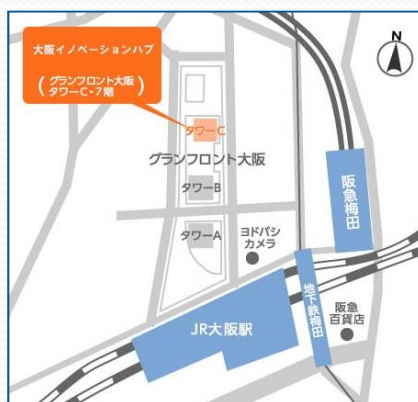 大阪イノベーションハブ
(グランフロント大阪
タワーC・7階)
N
タワーC
グランフロント大阪
タワーB
タワーA
ヨドバシ
カメラ
阪急梅田
地下鉄梅田
JR大阪駅
阪急
百貨店